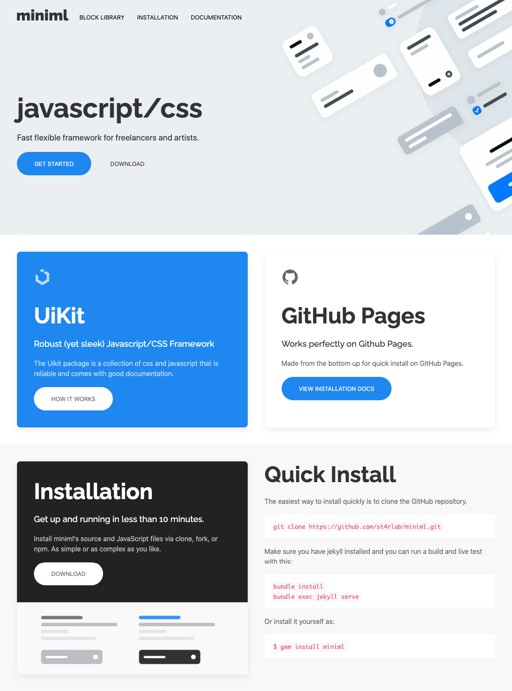 miniml BLOCK LIBRARY INSTALLATION DOCUMENTATION
javascript/css
Fast flexible framework for freelancers and artists.
GET STARTED DOWNLOAD
UiKit
Robust (yet sleek) Javascript/CSS Framework
The Uikit package is a collection of css and javascript that is
reliable and comes with good documentation.
HOW IT WORKS
GitHub Pages
Works perfectly on Github Pages.
Made from the bottom up for quick install on GitHub Pages.
VIEW INSTALLATION DOCS
Installation
Get up and running in less than 10 minutes.
Install miniml's source and JavaScript files via clone, fork, or
npm. As simple or as complex as you like.
DOWNLOAD
Quick Install
The easiest way to install quickly is to clone the GitHub repository.
git clone https://github.com/st4rlab/miniml.git
Make sure you have jekyll installed and you can run a build and live test
with this:
bundle install
bundle exec jekyll serve
Or install it yourself as:
$ gem install miniml